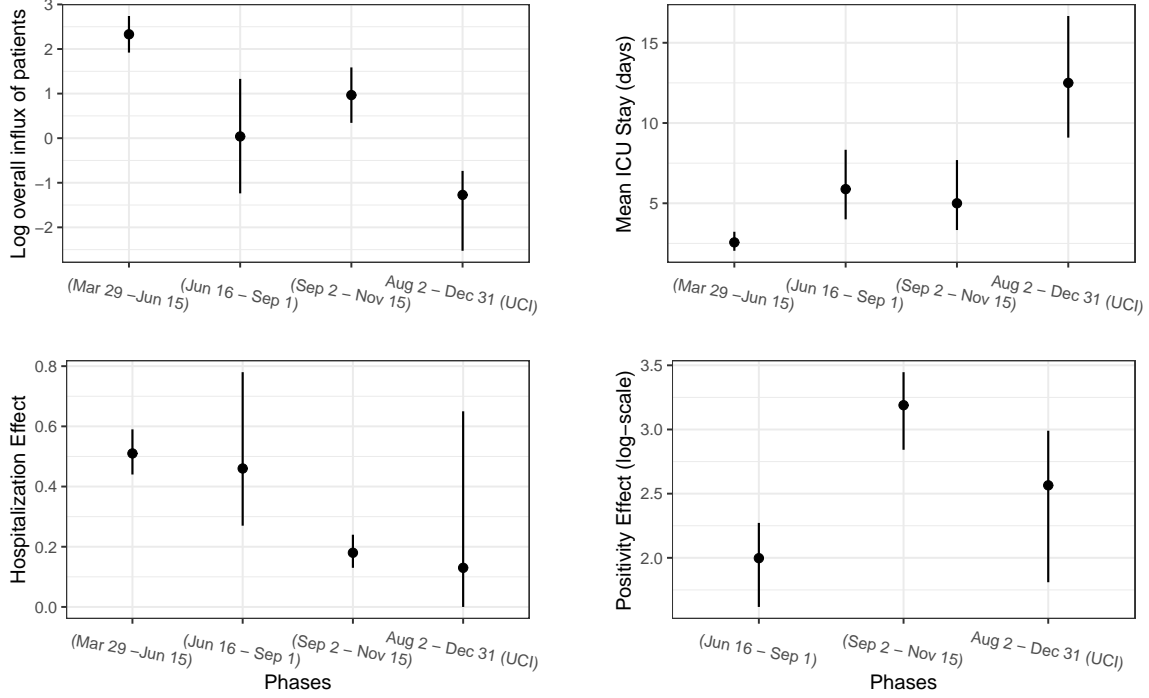 Log overall influx of patients
3
2
1
0
−1
−2
(Mar 29 −Jun 15)
(Jun 16 − Sep 1)
(Sep 2 − Nov 15)
Aug 2 − Dec 31 (UCI)
Mean ICU Stay (days)
15
10
5
(Mar 29 −Jun 15)
(Jun 16 − Sep 1)
(Sep 2 − Nov 15)
Aug 2 − Dec 31 (UCI)
Hospitalization Effect
0.8
0.6
0.4
0.2
0.0
(Mar 29 −Jun 15)
(Jun 16 − Sep 1)
(Sep 2 − Nov 15)
Aug 2 − Dec 31 (UCI)
Phases
Positivity Effect (log−scale)
3.5
3.0
2.5
2.0
(Jun 16 − Sep 1)
(Sep 2 − Nov 15)
Aug 2 − Dec 31 (UCI)
Phases